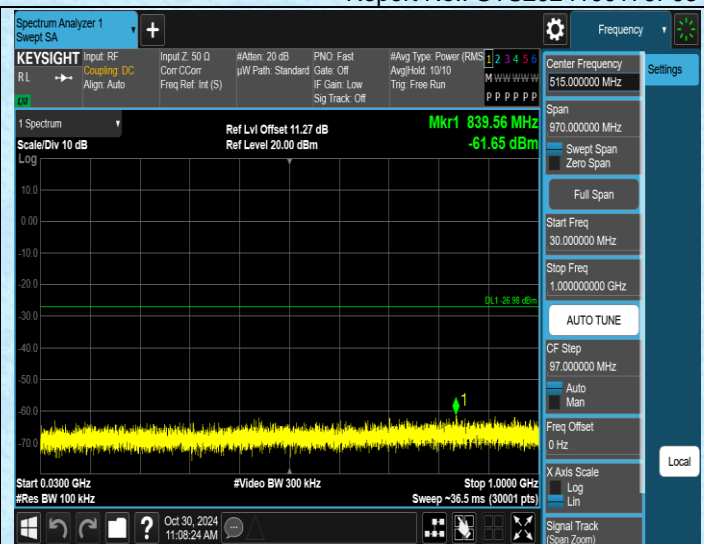 Spectrum Analyzer 1
Swept SA
+
Frequency
KEYSIGHT
RL
LXI
Input: RF
Coupling: DC
Align: Auto
Input Z: 50 Ω
Corr CCorr
Freq Ref: Int (S)
#Atten: 20 dB
µW Path: Standard
PNO: Fast
Gate: Off
IF Gain: Low
Sig Track: Off
#Avg Type: Power (RMS
Avg|Hold: 10/10
Trig: Free Run
1 2 3 4 5 6
M W W W W W
P P P P P P
1 Spectrum
Scale/Div 10 dB
Log
Ref Lvl Offset 11.27 dB
Ref Level 20.00 dBm
Mkr1 839.56 MHz
-61.65 dBm
10.0
0.00
-10.0
-20.0
DL1 -26.98 dBm
-30.0
-40.0
-50.0
1
-60.0
-70.0
Start 0.0300 GHz
#Res BW 100 kHz
#Video BW 300 kHz
Stop 1.0000 GHz
Sweep ~36.5 ms (30001 pts)
?
Oct 30, 2024
11:08:24 AM
Center Frequency
515.000000 MHz
Settings
Span
970.000000 MHz
Swept Span
Zero Span
Full Span
Start Freq
30.000000 MHz
Stop Freq
1.000000000 GHz
AUTO TUNE
CF Step
97.000000 MHz
Auto
Man
Freq Offset
0 Hz
X Axis Scale
Log
Lin
Local
Signal Track
(Span Zoom)